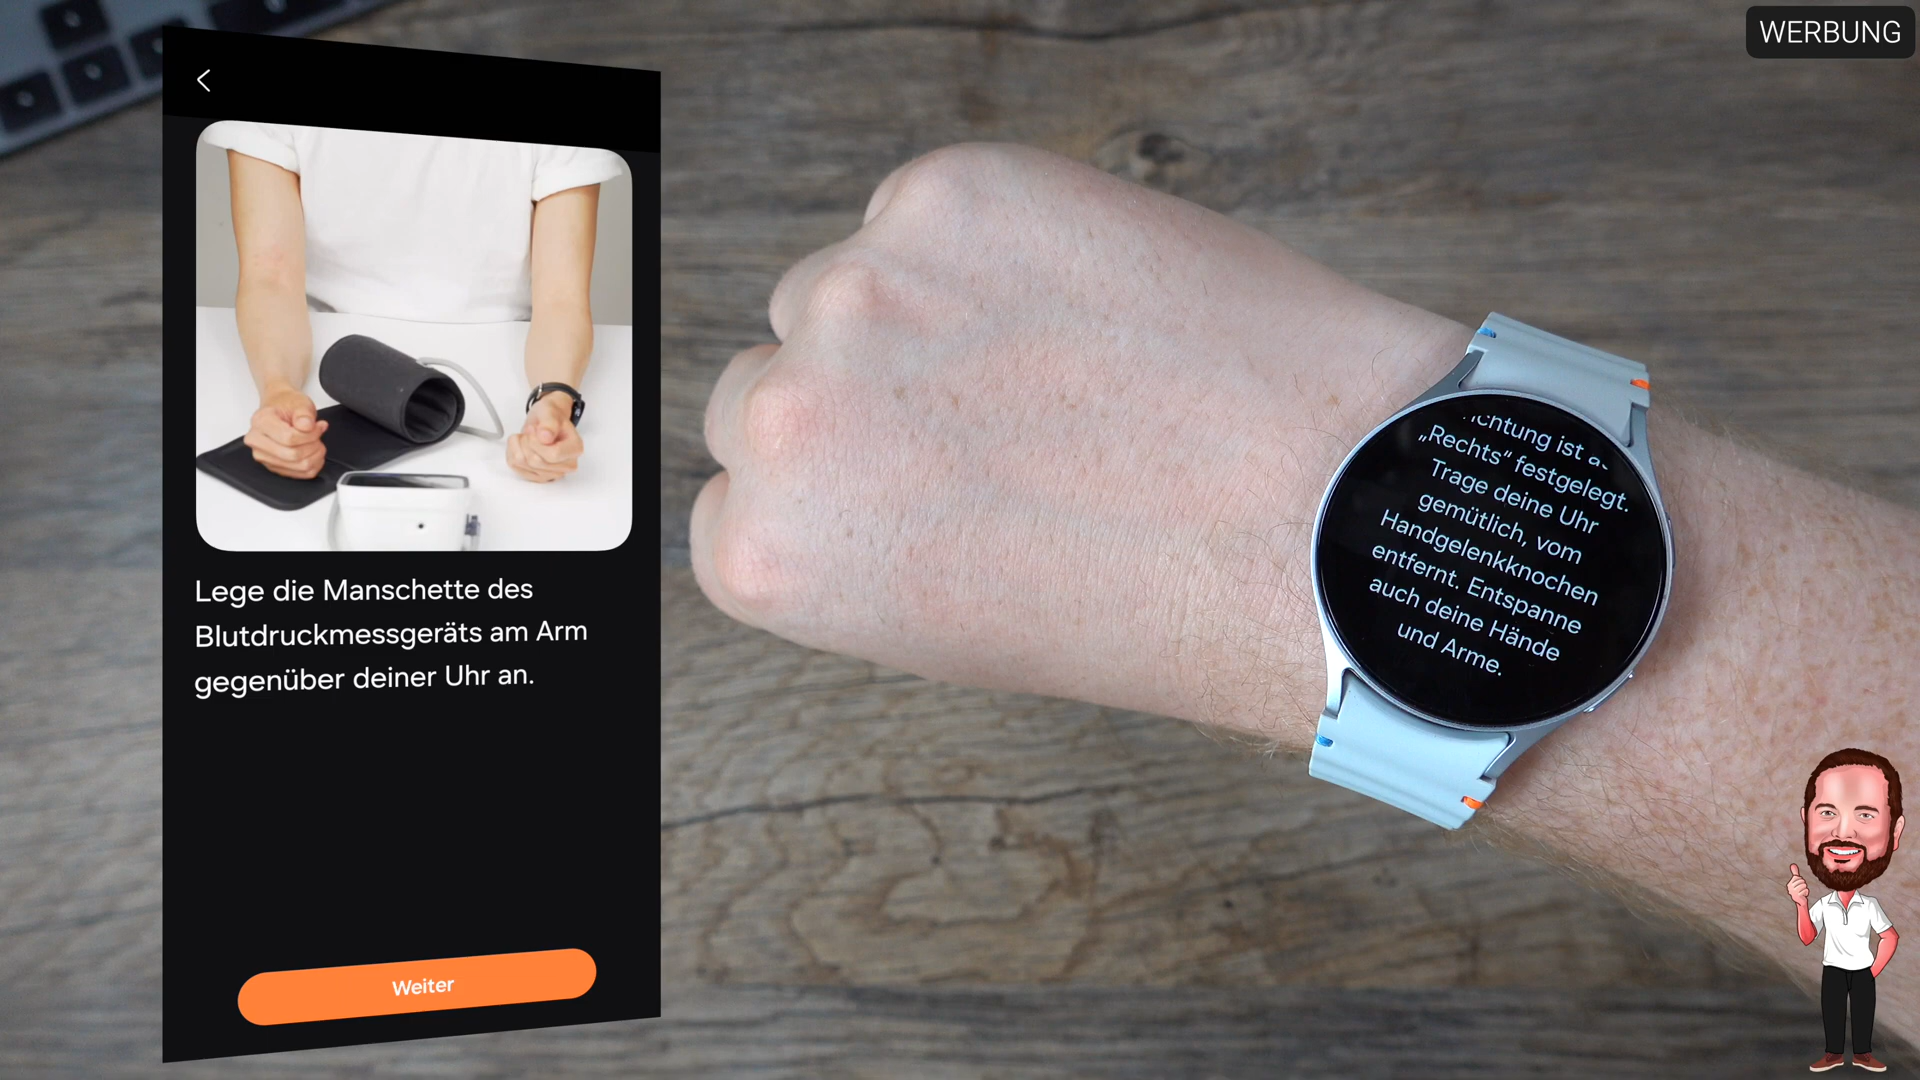 WERBUNG
Lege die Manschette des
Blutdruckmessgeräts am Arm
gegenüber deiner Uhr an.
Weiter
ist
„Rechts“ festgelegt.
Trage deine Uhr
gemütlich, vom
Handgelenkknochen
entfernt. Entspanne
auch deine Hände
und Arme.